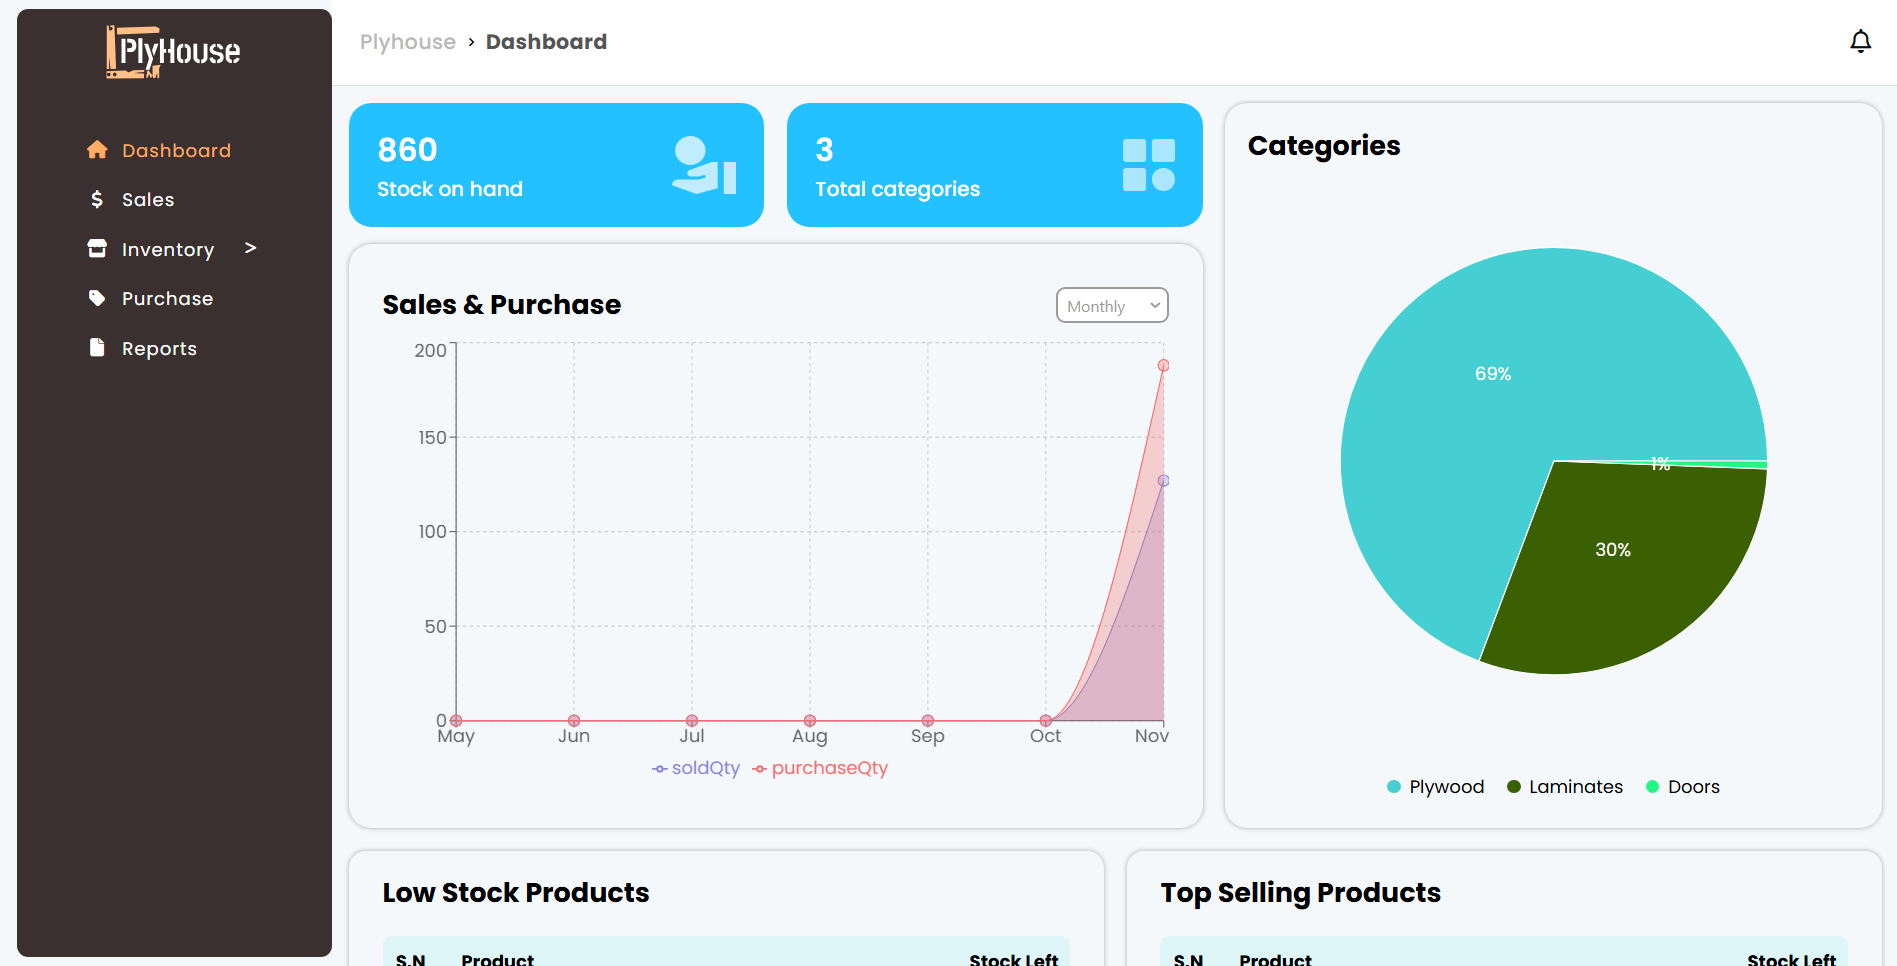 PlyHouse
Dashboard
Sales
Inventory >
Purchase
Reports
Plyhouse › Dashboard
860
Stock on hand
3
Total categories
Sales & Purchase
Monthly
200
150
100
50
0
May Jun Jul Aug Sep Oct Nov
soldQty purchaseQty
Categories
69%
1%
30%
Plywood Laminates Doors
Low Stock Products
S.N Product Stock Left
Top Selling Products
S.N Product Stock Left